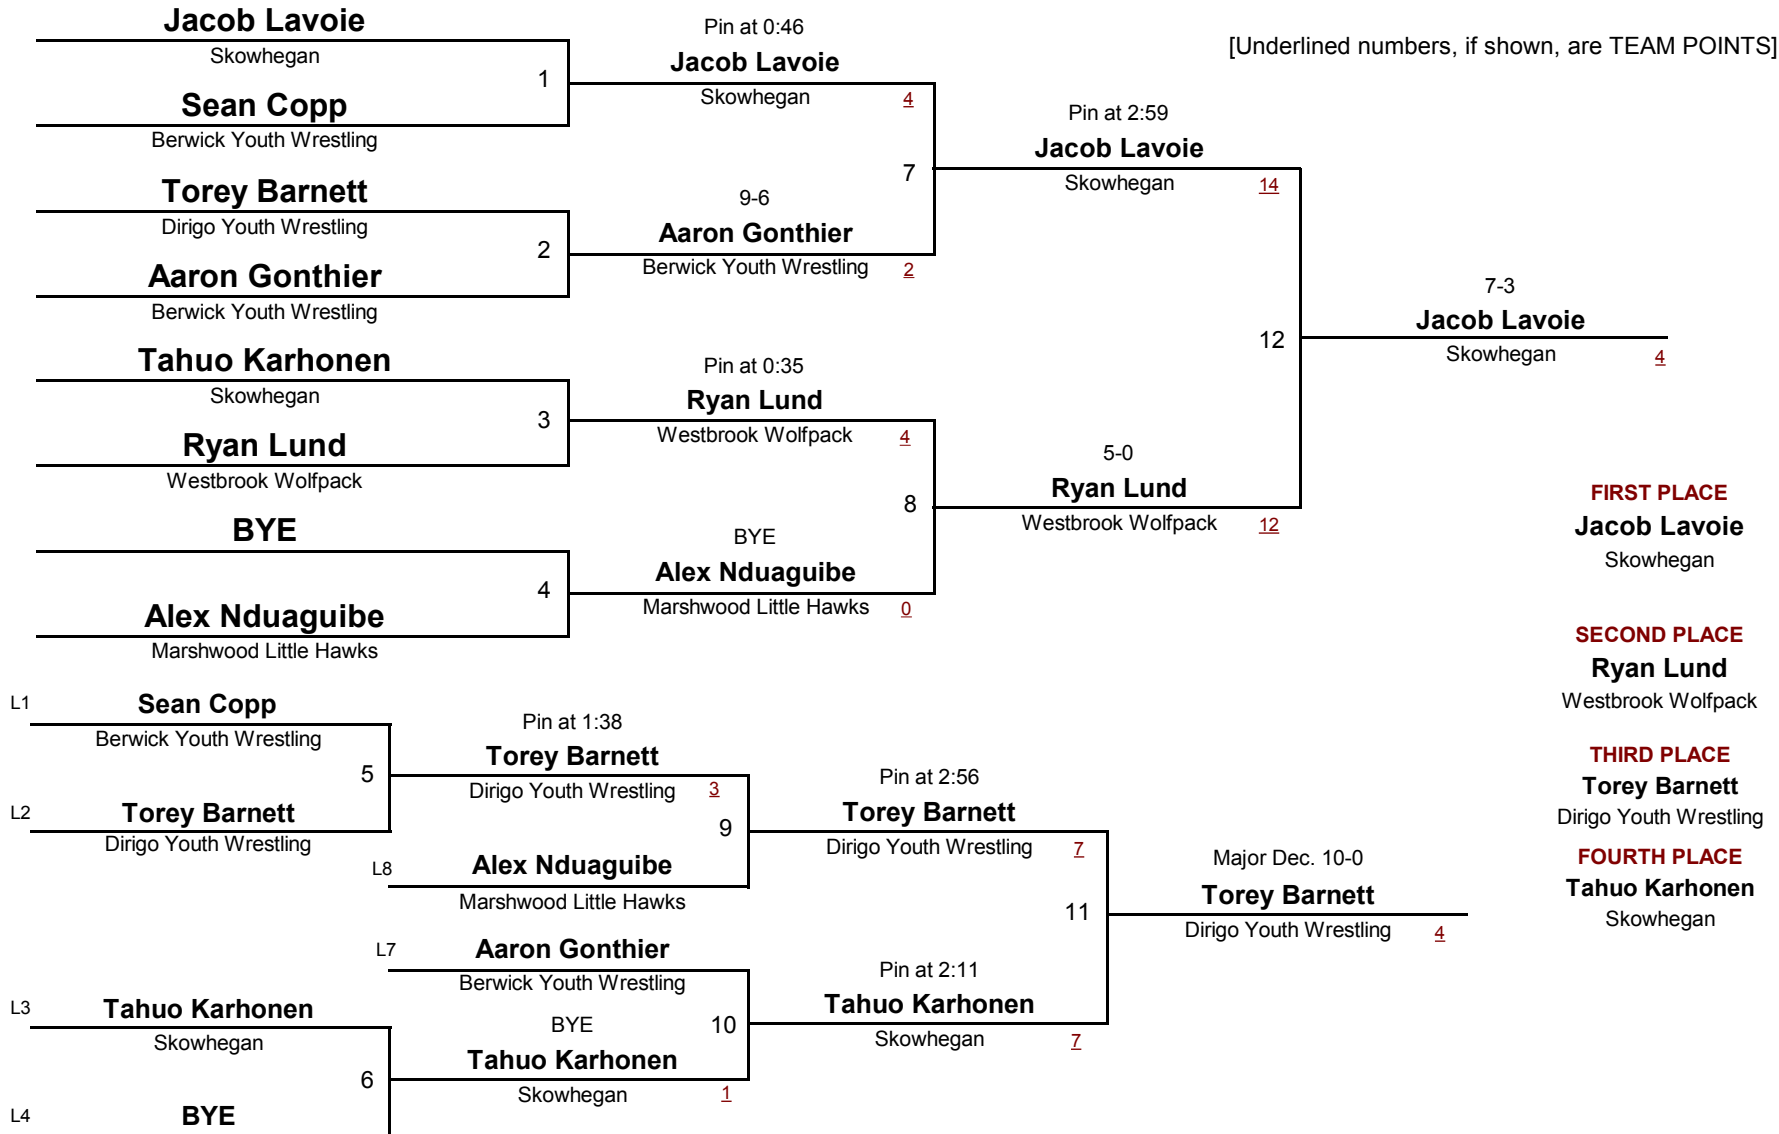 Jacob Lavoie
Skowhegan
1
Sean Copp
Berwick Youth Wrestling
Torey Barnett
Dirigo Youth Wrestling
2
Aaron Gonthier
Berwick Youth Wrestling
Tahuo Karhonen
Skowhegan
3
Ryan Lund
Westbrook Wolfpack
BYE
4
Alex Nduaguibe
Marshwood Little Hawks
Pin at 0:46
Jacob Lavoie
Skowhegan 4
7
9-6
Aaron Gonthier
Berwick Youth Wrestling 2
Pin at 0:35
Ryan Lund
Westbrook Wolfpack 4
8
BYE
Alex Nduaguibe
Marshwood Little Hawks 0
[Underlined numbers, if shown, are TEAM POINTS]
Pin at 2:59
Jacob Lavoie
Skowhegan 14
12
5-0
Ryan Lund
Westbrook Wolfpack 12
7-3
Jacob Lavoie
Skowhegan 4
FIRST PLACE
Jacob Lavoie
Skowhegan
SECOND PLACE
Ryan Lund
Westbrook Wolfpack
THIRD PLACE
Torey Barnett
Dirigo Youth Wrestling
FOURTH PLACE
Tahuo Karhonen
Skowhegan
L1 Sean Copp
Berwick Youth Wrestling
5
L2 Torey Barnett
Dirigo Youth Wrestling
Pin at 1:38
Torey Barnett
Dirigo Youth Wrestling 3
9
L8 Alex Nduaguibe
Marshwood Little Hawks
L7 Aaron Gonthier
Berwick Youth Wrestling
10
L3 Tahuo Karhonen
Skowhegan
6
L4 BYE
BYE
Tahuo Karhonen
Skowhegan 1
Pin at 2:56
Torey Barnett
Dirigo Youth Wrestling 7
11
Pin at 2:11
Tahuo Karhonen
Skowhegan 7
Major Dec. 10-0
Torey Barnett
Dirigo Youth Wrestling 4